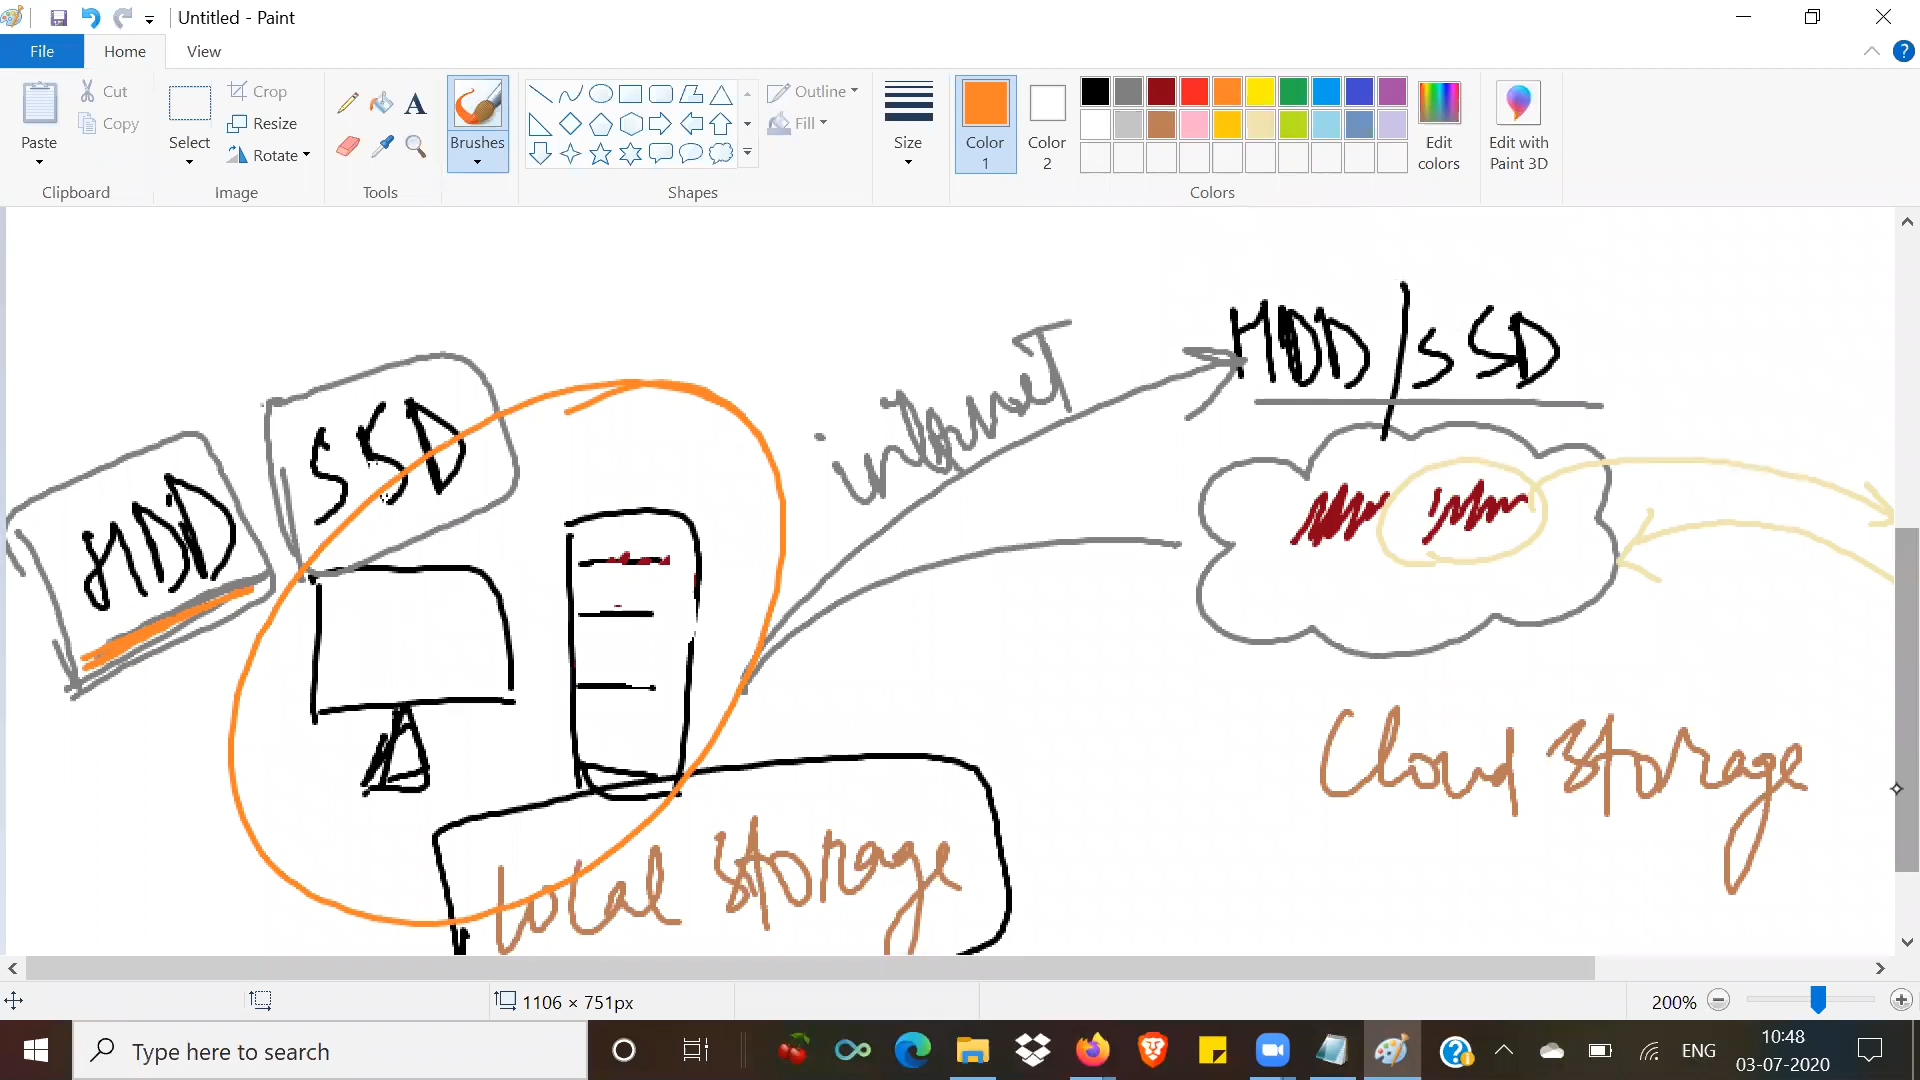 Untitled - Paint
File Home View
Paste
Cut
Copy
Clipboard
Select
Crop
Resize
Rotate
Image
Tools
Brushes
Shapes
Outline
Fill
Size
Color 1
Color 2
Colors
Edit colors
Edit with Paint 3D
HDD
SSD
internet
HDD/SSD
Cloud Storage
Local Storage
1106 × 751px
200%
Type here to search
ENG
10:48
03-07-2020